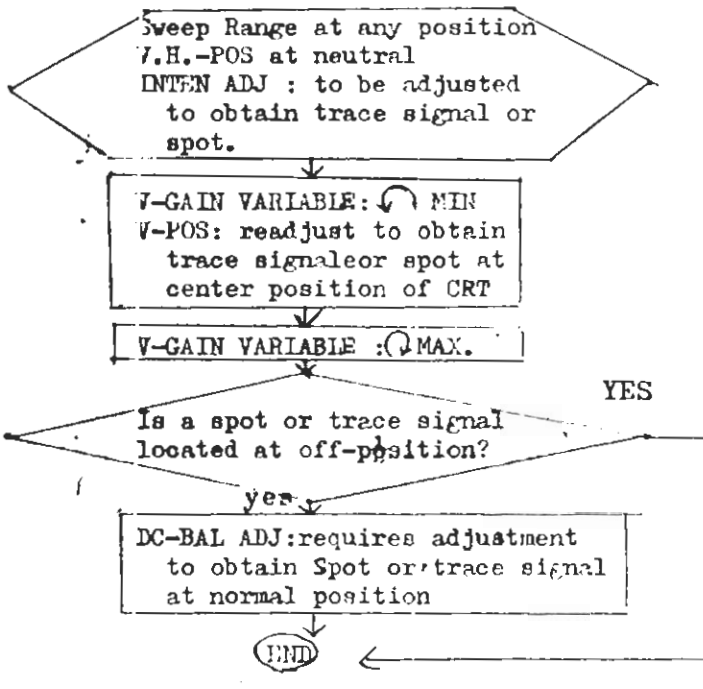 Sweep Range at any position
V.H.-POS at neutral
INTEN ADJ : to be adjusted
to obtain trace signal or
spot.
V-GAIN VARIABLE: MIN
V-POS: readjust to obtain
trace signaleor spot at
center position of CRT
V-GAIN VARIABLE : MAX.
YES
Is a spot or trace signal
located at off-position?
yes
DC-BAL ADJ:requires adjustment
to obtain Spot or trace signal
at normal position
END